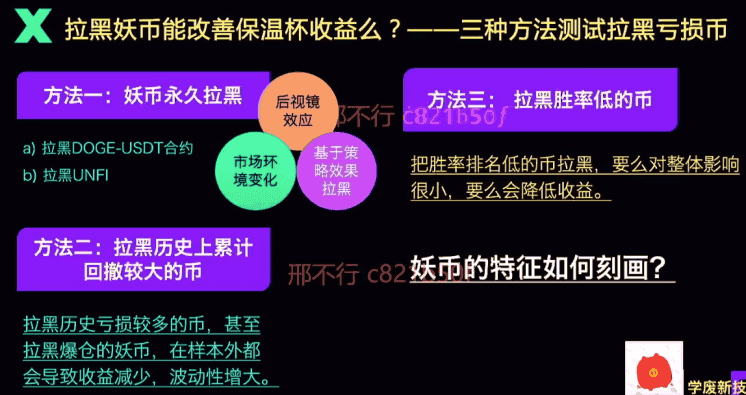 拉黑妖币能改善保温杯收益么？——三种方法测试拉黑亏损币
方法一：妖币永久拉黑
a) 拉黑DOGE-USDT合约
b) 拉黑UNFI
后视镜
效应
市场环
境变化
基于策
略效果
拉黑
方法二：拉黑历史上累计
回撤较大的币
拉黑历史亏损较多的币，甚至
拉黑爆仓的妖币，在样本外都
会导致收益减少，波动性增大。
方法三： 拉黑胜率低的币
把胜率排名低的币拉黑，要么对整体影响
很小，要么会降低收益。
妖币的特征如何刻画？
邢不行 c821h5of
邢不行
学废新技